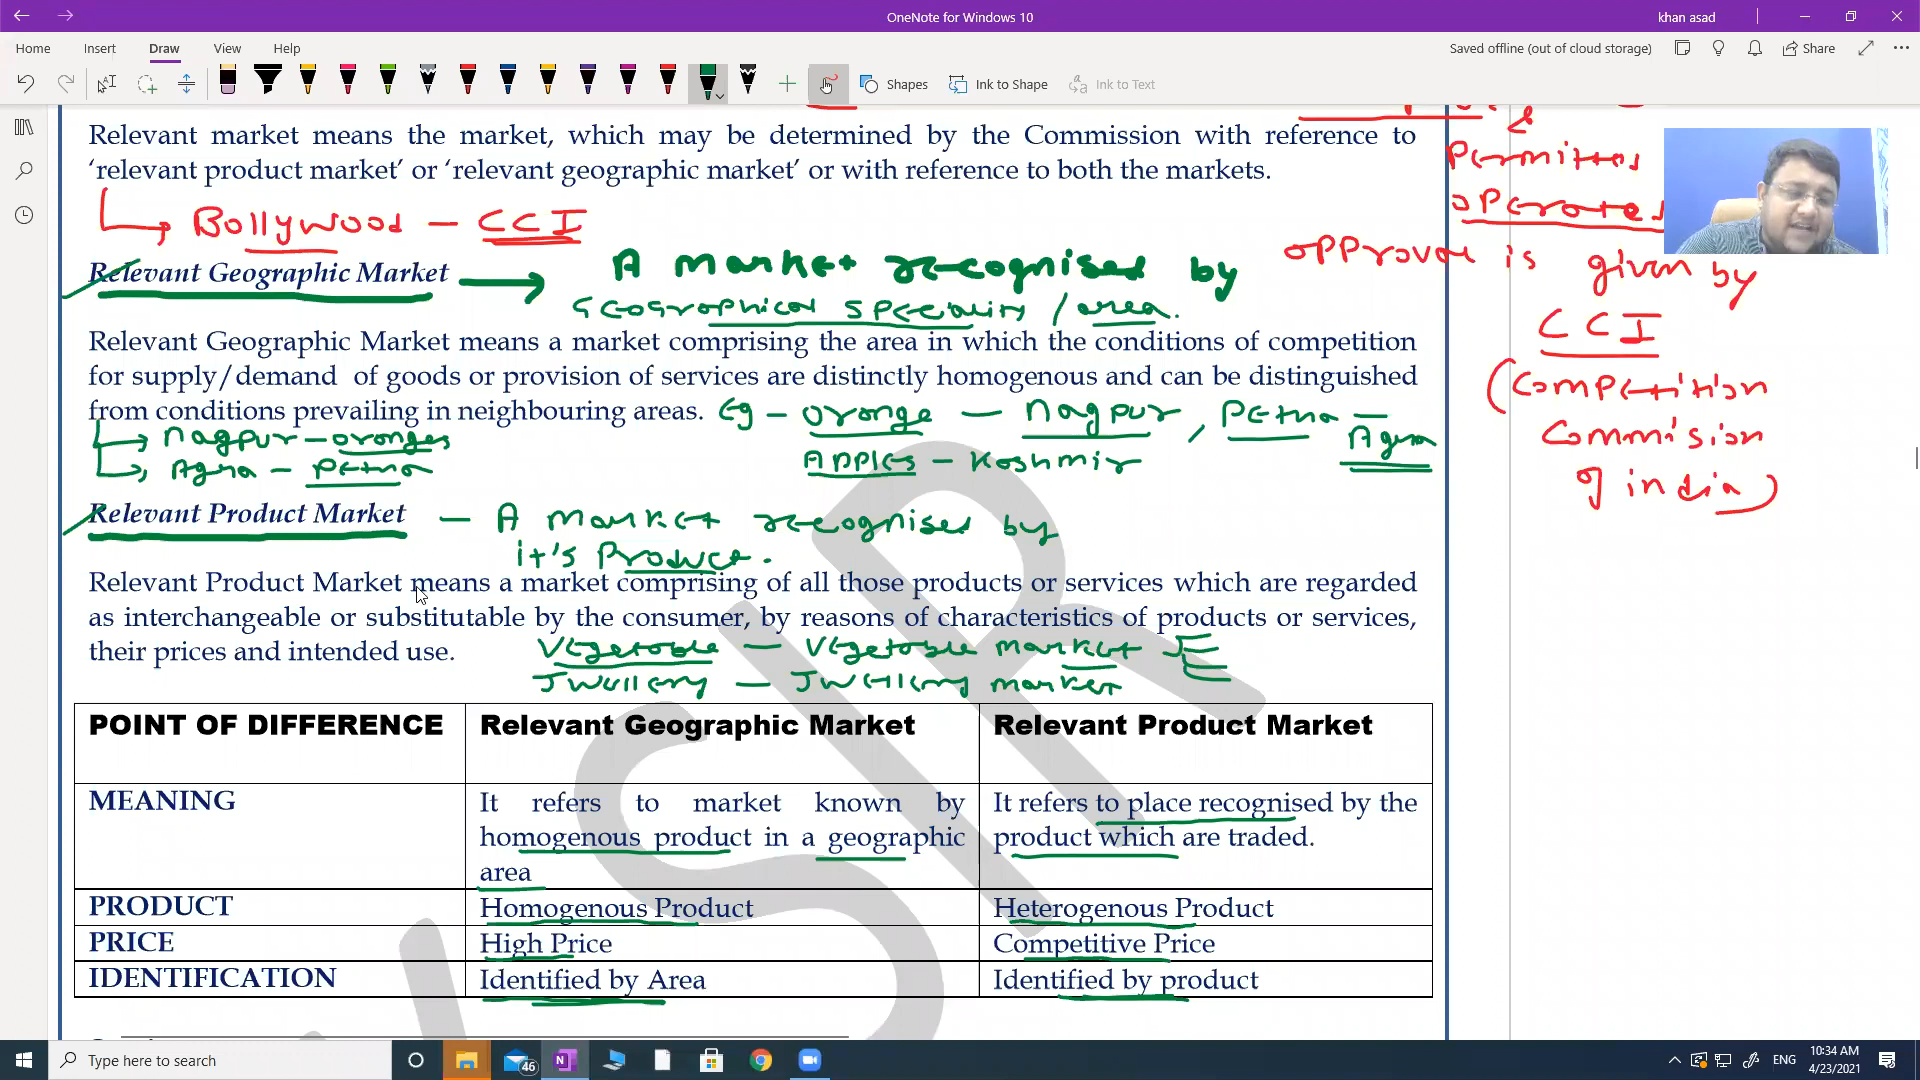 OneNote for Windows 10
khan asad
Home Insert Draw View Help
Saved offline (out of cloud storage)
Share
Shapes
Ink to Shape
Ink to Text
Relevant market means the market, which may be determined by the Commission with reference to
‘relevant product market’ or ‘relevant geographic market’ or with reference to both the markets.
Bollywood — CCI
Relevant Geographic Market
A market recognised by
Geographical speciality / area.
Relevant Geographic Market means a market comprising the area in which the conditions of competition
for supply/demand of goods or provision of services are distinctly homogenous and can be distinguished
from conditions prevailing in neighbouring areas.
Eg - orange — Nagpur, Petha — Agra
Nagpur - oranges
Apples - Kashmir
Agra - Petha
Relevant Product Market — A market recognised by
it's Product.
Relevant Product Market means a market comprising of all those products or services which are regarded
as interchangeable or substitutable by the consumer, by reasons of characteristics of products or services,
their prices and intended use.
Vegetable — Vegetable market
Jwellery — Jwellery market
POINT OF DIFFERENCE Relevant Geographic Market Relevant Product Market
MEANING
It refers to market known by
homogenous product in a geographic
area
It refers to place recognised by the
product which are traded.
PRODUCT Homogenous Product Heterogenous Product
PRICE High Price Competitive Price
IDENTIFICATION Identified by Area Identified by product
&
Permitted
operated
approval is given by
CCI
(Competition
Commision
of india)
Type here to search
46
ENG
10:34 AM
4/23/2021